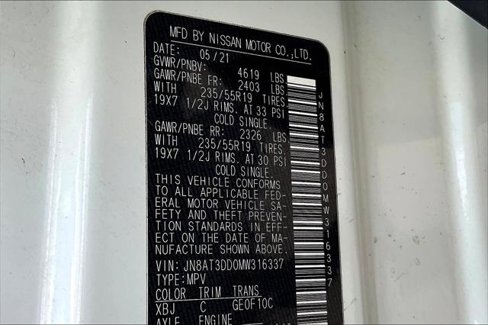 MFD BY NISSAN MOTOR CO.,LTD.
DATE: 05/21
GVWR/PNBV: 4619 LBS
GAWR/PNBE FR: 2403 LBS
WITH 235/55R19 TIRES
19X7 1/2J RIMS. AT 33 PSI
COLD SINGLE.
GAWR/PNBE RR: 2326 LBS
WITH 235/55R19 TIRES
19X7 1/2J RIMS. AT 30 PSI
COLD SINGLE.
THIS VEHICLE CONFORMS
TO ALL APPLICABLE FED-
ERAL MOTOR VEHICLE SA-
FETY AND THEFT PREVEN-
TION STANDARDS IN EFF-
ECT ON THE DATE OF MA-
NUFACTURE SHOWN ABOVE.
VIN: JN8AT3DD0MW316337
TYPE:MPV
COLOR TRIM TRANS
XBJ C GE0F10C
AXLE ENGINE
JN8AT3DD0MW316337